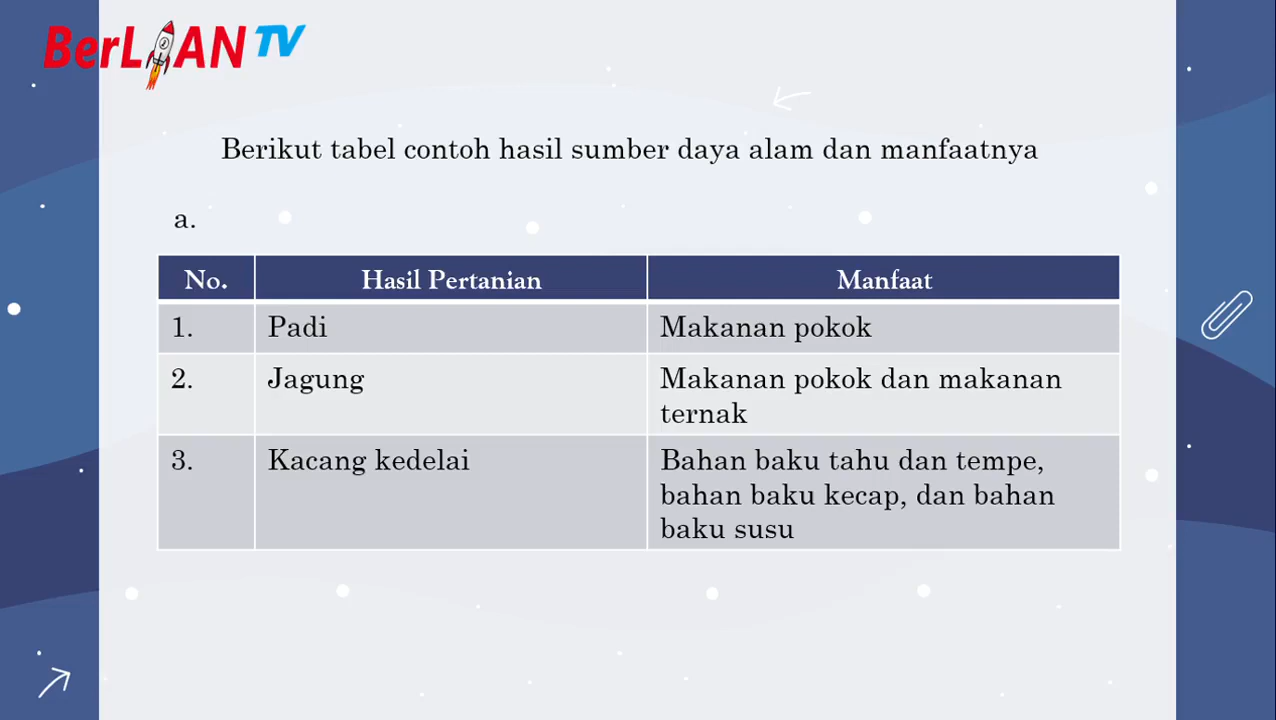 BerLIAN TV
Berikut tabel contoh hasil sumber daya alam dan manfaatnya
a.
No. Hasil Pertanian Manfaat
1. Padi Makanan pokok
2. Jagung Makanan pokok dan makanan
ternak
3. Kacang kedelai Bahan baku tahu dan tempe,
bahan baku kecap, dan bahan
baku susu